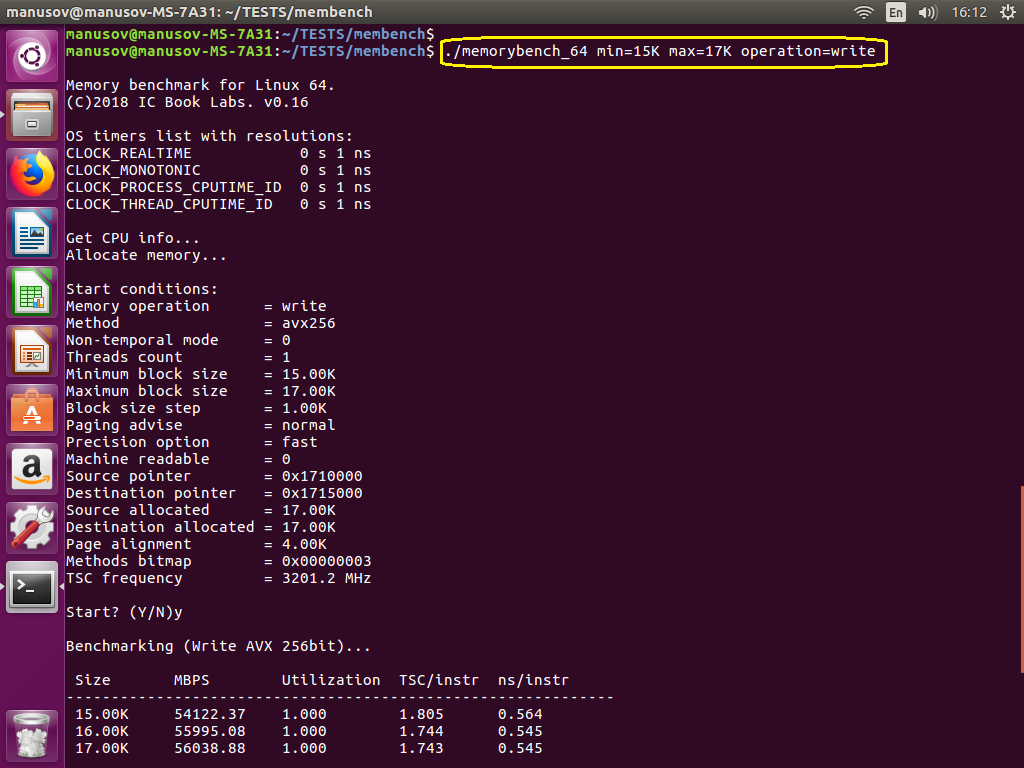 manusov@manusov-MS-7A31: ~/TESTS/membench
En
16:12
manusov@manusov-MS-7A31:~/TESTS/membench$
manusov@manusov-MS-7A31:~/TESTS/membench$ ./memorybench_64 min=15K max=17K operation=write
Memory benchmark for Linux 64.
(C)2018 IC Book Labs. v0.16
OS timers list with resolutions:
CLOCK_REALTIME 0 s 1 ns
CLOCK_MONOTONIC 0 s 1 ns
CLOCK_PROCESS_CPUTIME_ID 0 s 1 ns
CLOCK_THREAD_CPUTIME_ID 0 s 1 ns
Get CPU info...
Allocate memory...
Start conditions:
Memory operation = write
Method = avx256
Non-temporal mode = 0
Threads count = 1
Minimum block size = 15.00K
Maximum block size = 17.00K
Block size step = 1.00K
Paging advise = normal
Precision option = fast
Machine readable = 0
Source pointer = 0x1710000
Destination pointer = 0x1715000
Source allocated = 17.00K
Destination allocated = 17.00K
Page alignment = 4.00K
Methods bitmap = 0x00000003
TSC frequency = 3201.2 MHz
Start? (Y/N)y
Benchmarking (Write AVX 256bit)...
Size MBPS Utilization TSC/instr ns/instr
-------------------------------------------------------------
15.00K 54122.37 1.000 1.805 0.564
16.00K 55995.08 1.000 1.744 0.545
17.00K 56038.88 1.000 1.743 0.545